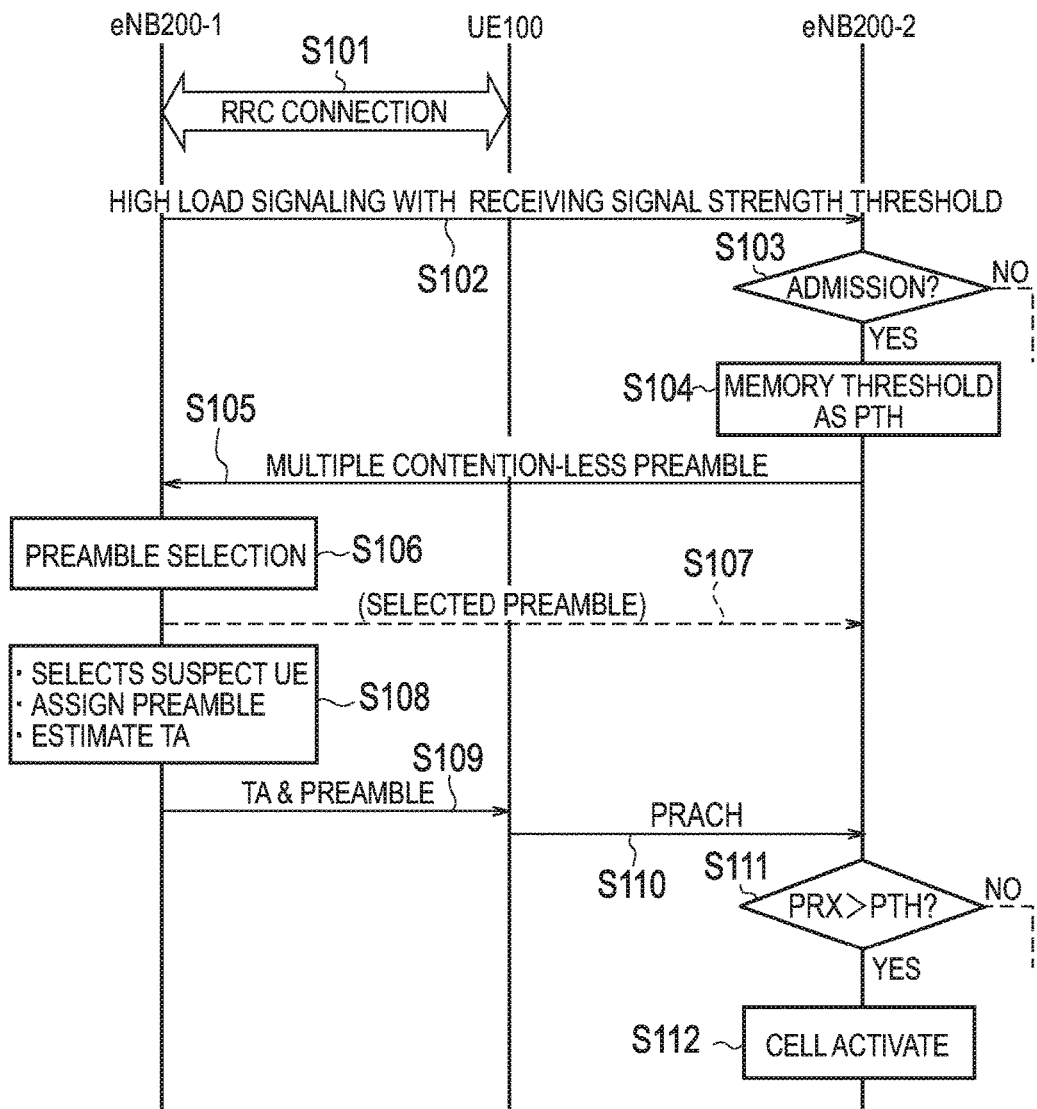 eNB200-1
UE100
eNB200-2
S101
RRC CONNECTION
HIGH LOAD SIGNALING WITH RECEIVING SIGNAL STRENGTH THRESHOLD
S102
S103
ADMISSION?
NO
YES
S104
MEMORY THRESHOLD
AS PTH
S105
MULTIPLE CONTENTION-LESS PREAMBLE
PREAMBLE SELECTION
S106
S107
(SELECTED PREAMBLE)
・SELECTS SUSPECT UE
・ASSIGN PREAMBLE
・ESTIMATE TA
S108
S109
TA & PREAMBLE
PRACH
S110
S111
PRX>PTH?
NO
YES
S112
CELL ACTIVATE